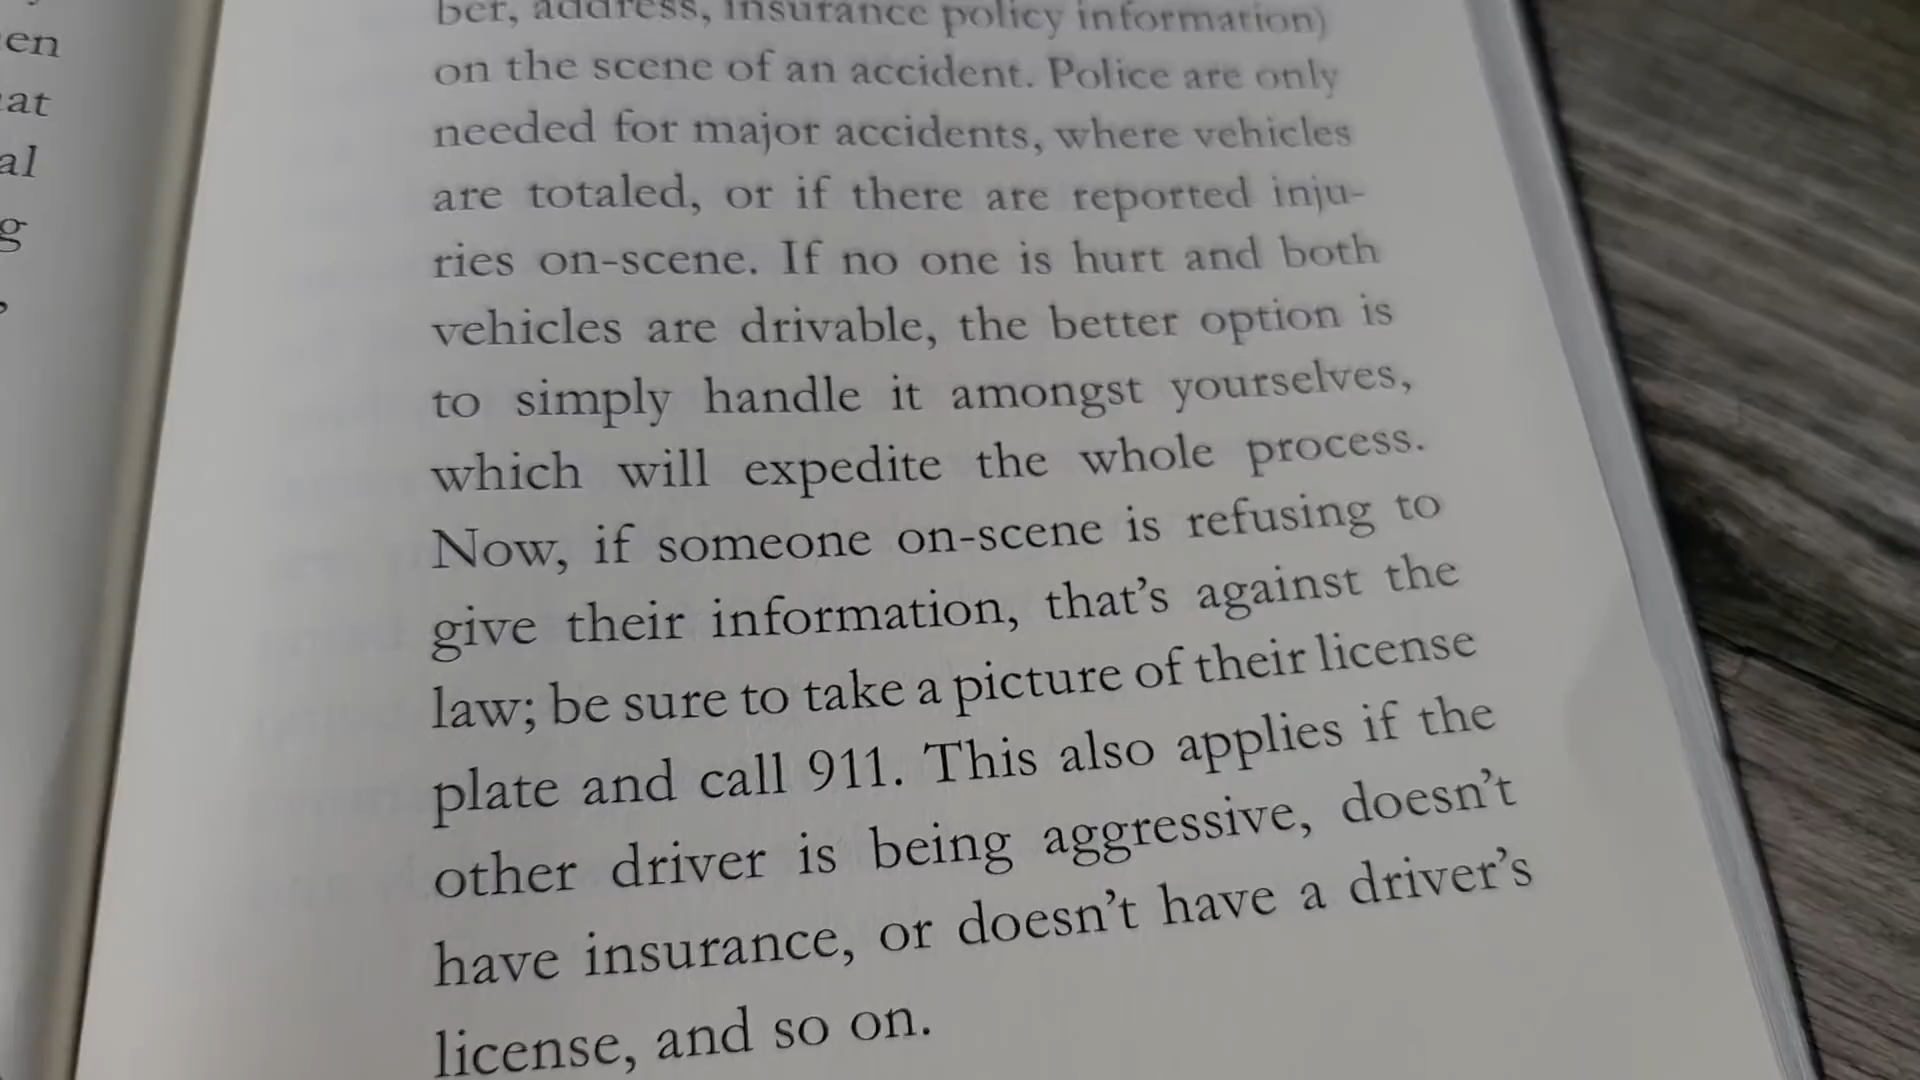 en
at
al
g
ber, address, insurance policy information)
on the scene of an accident. Police are only
needed for major accidents, where vehicles
are totaled, or if there are reported inju-
ries on-scene. If no one is hurt and both
vehicles are drivable, the better option is
to simply handle it amongst yourselves,
which will expedite the whole process.
Now, if someone on-scene is refusing to
give their information, that’s against the
law; be sure to take a picture of their license
plate and call 911. This also applies if the
other driver is being aggressive, doesn’t
have insurance, or doesn’t have a driver’s
license, and so on.